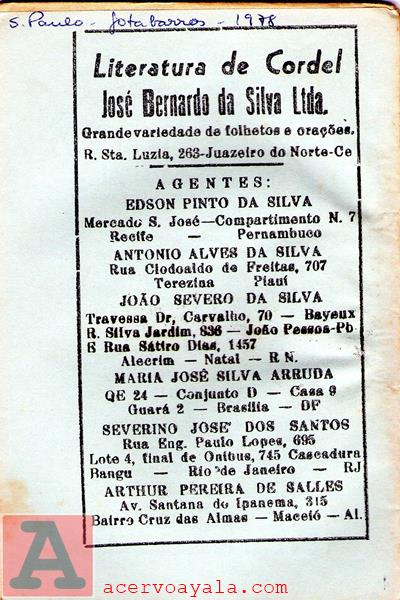 S. Paulo - Jotabarros - 1978
Literatura de Cordel
José Bernardo da Silva Ltda.
Grande variedade de folhetos e orações.
R. Sta. Luzia, 263-Juazeiro do Norte-Ce
AGENTES:
EDSON PINTO DA SILVA
Mercado S. José—Compartimento N. 7
Recife — Pernambuco
ANTONIO ALVES DA SILVA
Rua Clodoaldo de Freitas, 707
Terezina Piauí
JOÃO SEVERO DA SILVA
Travessa Dr, Carvalho, 70 — Bayeux
R. Silva Jardim, 836 — João Pessoa-Pb
E Rua Sátiro Dias, 1457
Alecrim — Natal — RN.
MARIA JOSÉ SILVA ARRUDA
QE 24 — Conjunto D — Casa 9
Guará 2 — Brasilia — DF
SEVERINO JOSÉ DOS SANTOS
Rua Eng. Paulo Lopes, 695
Lote 4, final de Onibus, 745 Cascadura
Bangu — Rio de Janeiro — RJ
ARTHUR PEREIRA DE SALLES
Av. Santana do Ipanema, 315
Bairro Cruz das Almas — Maceió — Al.
A
acervoayala.com